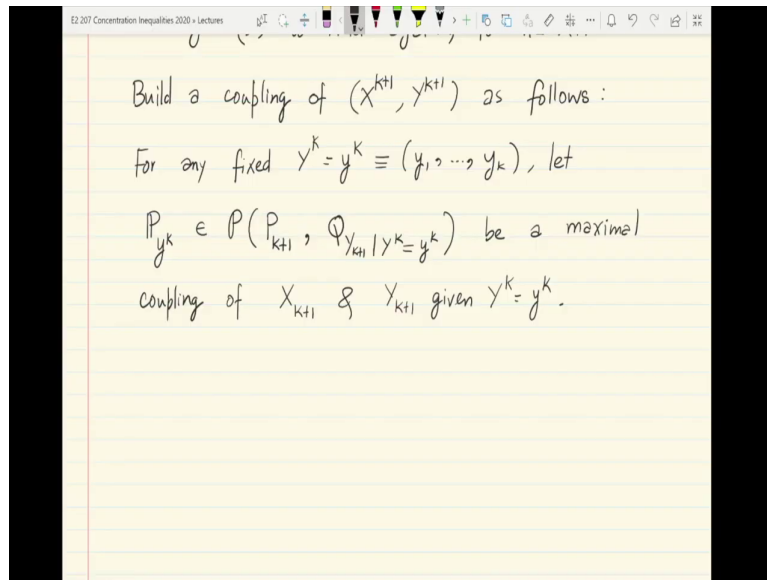 E2 207 Concentration Inequalities 2020 » Lectures
Build a coupling of (X^{k+1}, Y^{k+1}) as follows :
For any fixed Y^k = y^k ≡ (y_1, ..., y_k), let
ℙ_{y^k} ∈ 𝒫(P_{k+1}, Q_{Y_{k+1} | Y^k = y^k}) be a maximal
coupling of X_{k+1} & Y_{k+1} given Y^k = y^k.